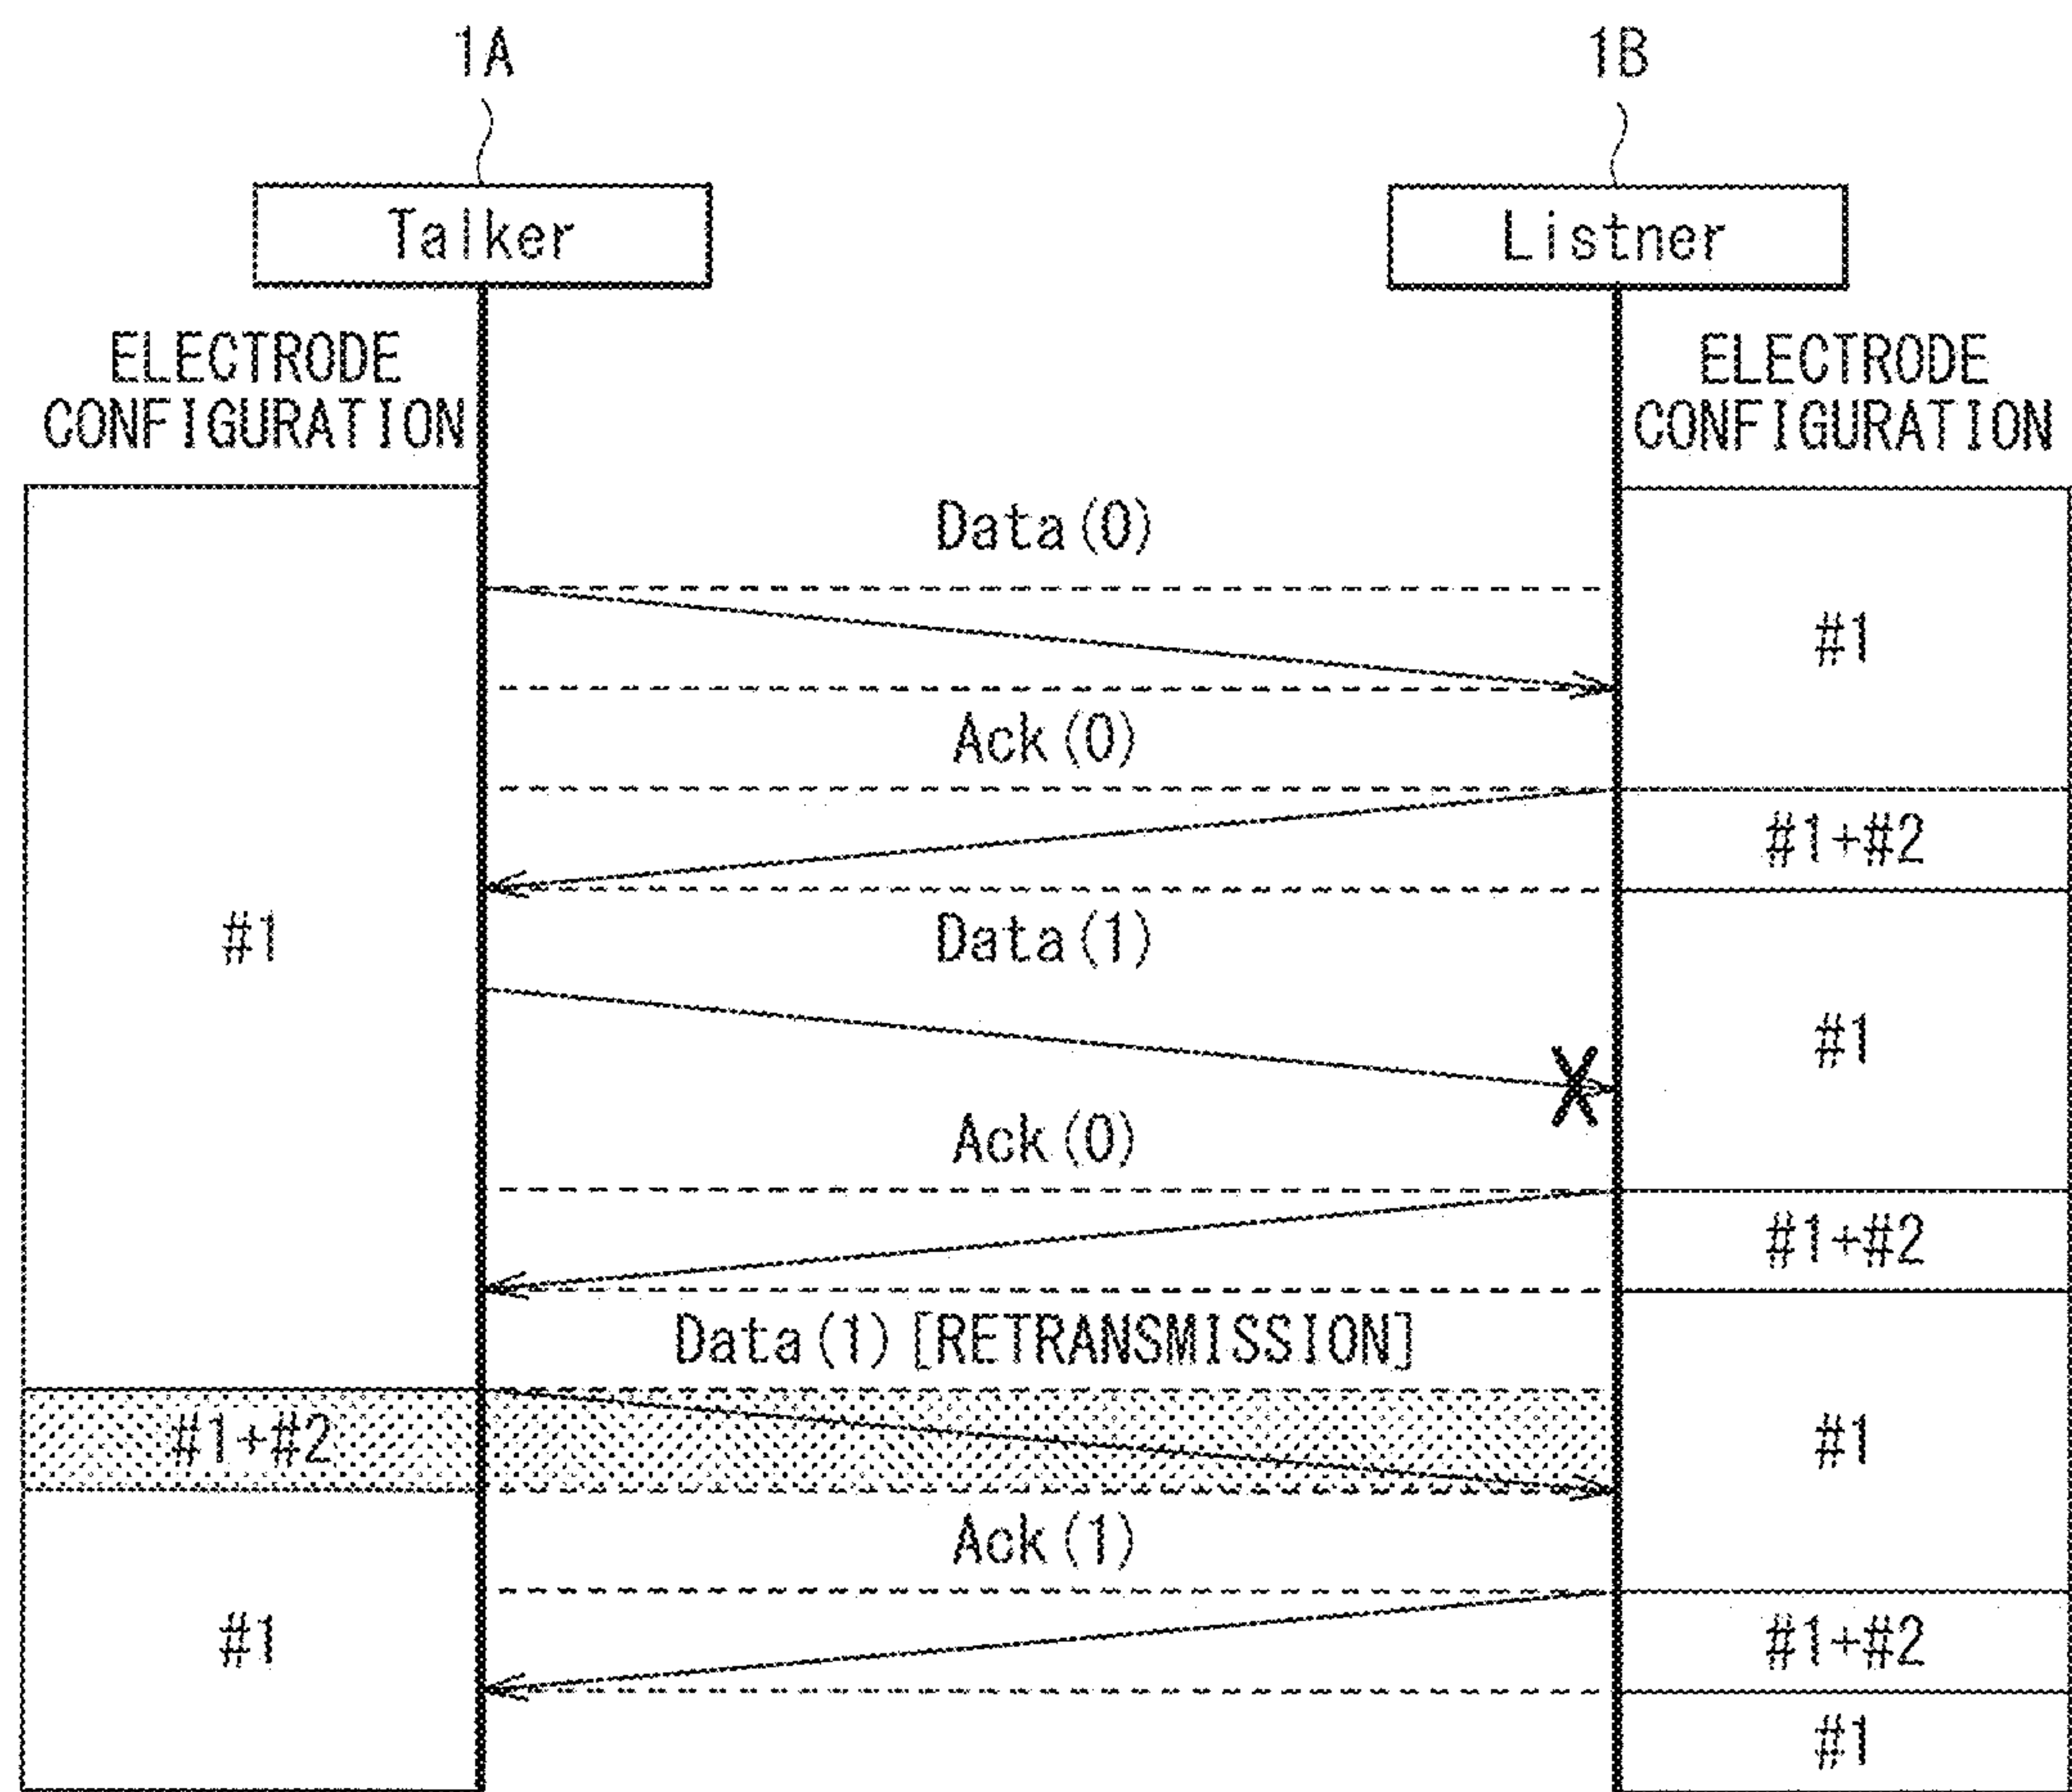 1A
1B
Talker
Listner
ELECTRODE
CONFIGURATION
ELECTRODE
CONFIGURATION
Data(0)
#1
Ack(0)
#1+#2
#1
Data(1)
#1
Ack(0)
#1+#2
Data(1)[RETRANSMISSION]
#1+#2
#1
Ack(1)
#1
#1+#2
#1